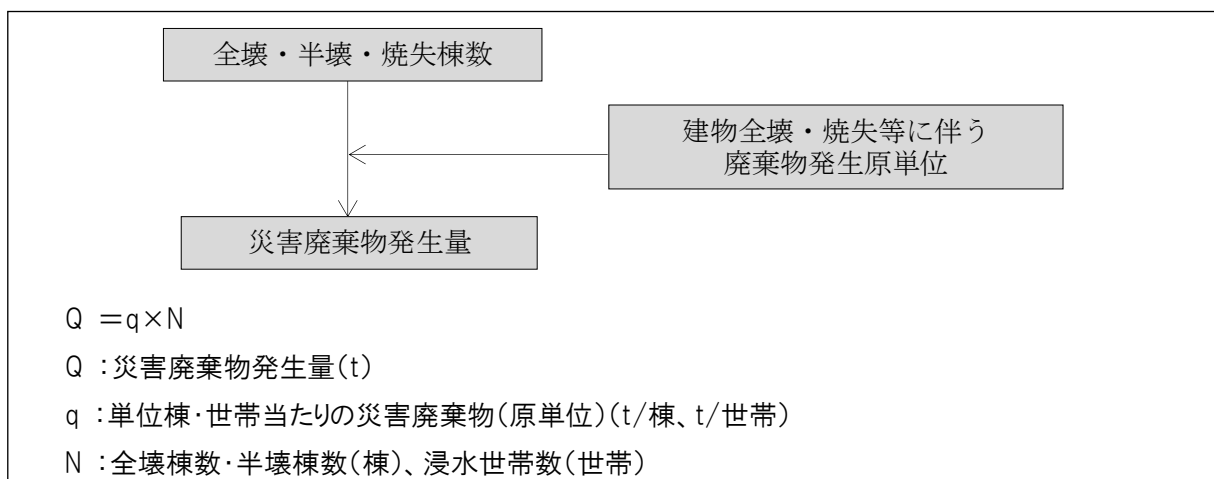 全壊・半壊・焼失棟数
建物全壊・焼失等に伴う
廃棄物発生原単位
災害廃棄物発生量
Q ＝q×N
Q ：災害廃棄物発生量(t)
q ：単位棟・世帯当たりの災害廃棄物(原単位)(t/棟、t/世帯)
N ：全壊棟数・半壊棟数(棟)、浸水世帯数(世帯)